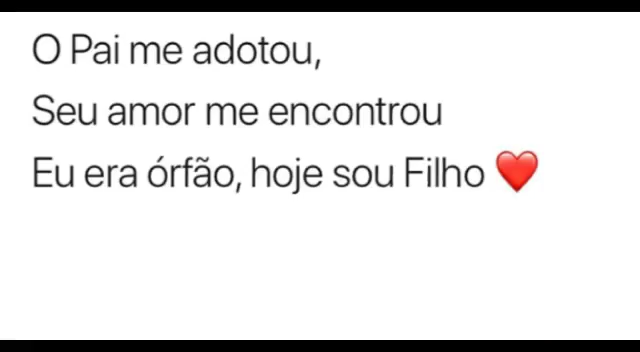 O Pai me adotou,
Seu amor me encontrou
Eu era órfão, hoje sou Filho ❤️